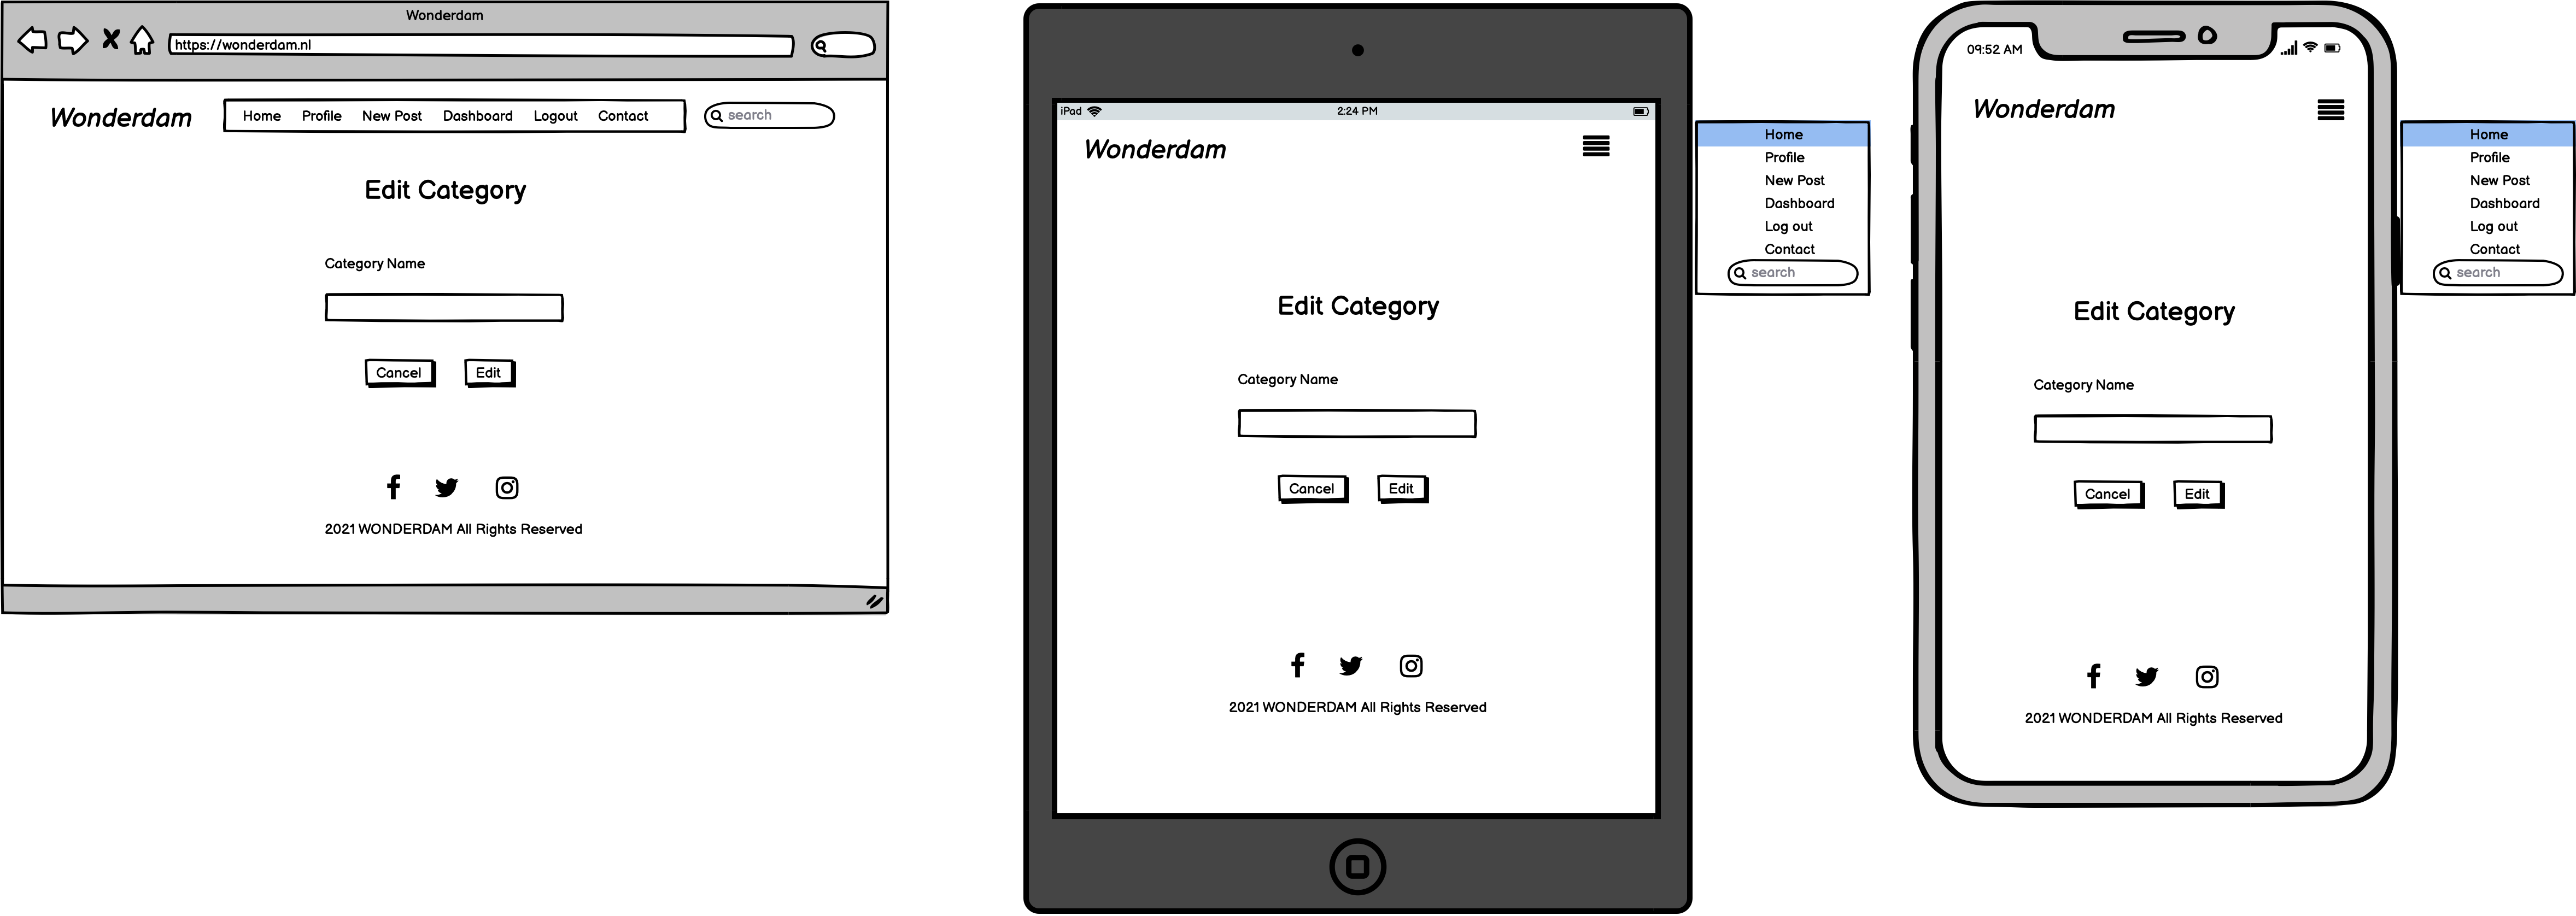 Wonderdam
https://wonderdam.nl
Wonderdam
Home Profile New Post Dashboard Logout Contact
search
Edit Category
Category Name
Cancel Edit
2021 WONDERDAM All Rights Reserved
iPad 2:24 PM
Wonderdam
Edit Category
Category Name
Cancel Edit
2021 WONDERDAM All Rights Reserved
Home
Profile
New Post
Dashboard
Log out
Contact
search
09:52 AM
Wonderdam
Edit Category
Category Name
Cancel Edit
2021 WONDERDAM All Rights Reserved
Home
Profile
New Post
Dashboard
Log out
Contact
search